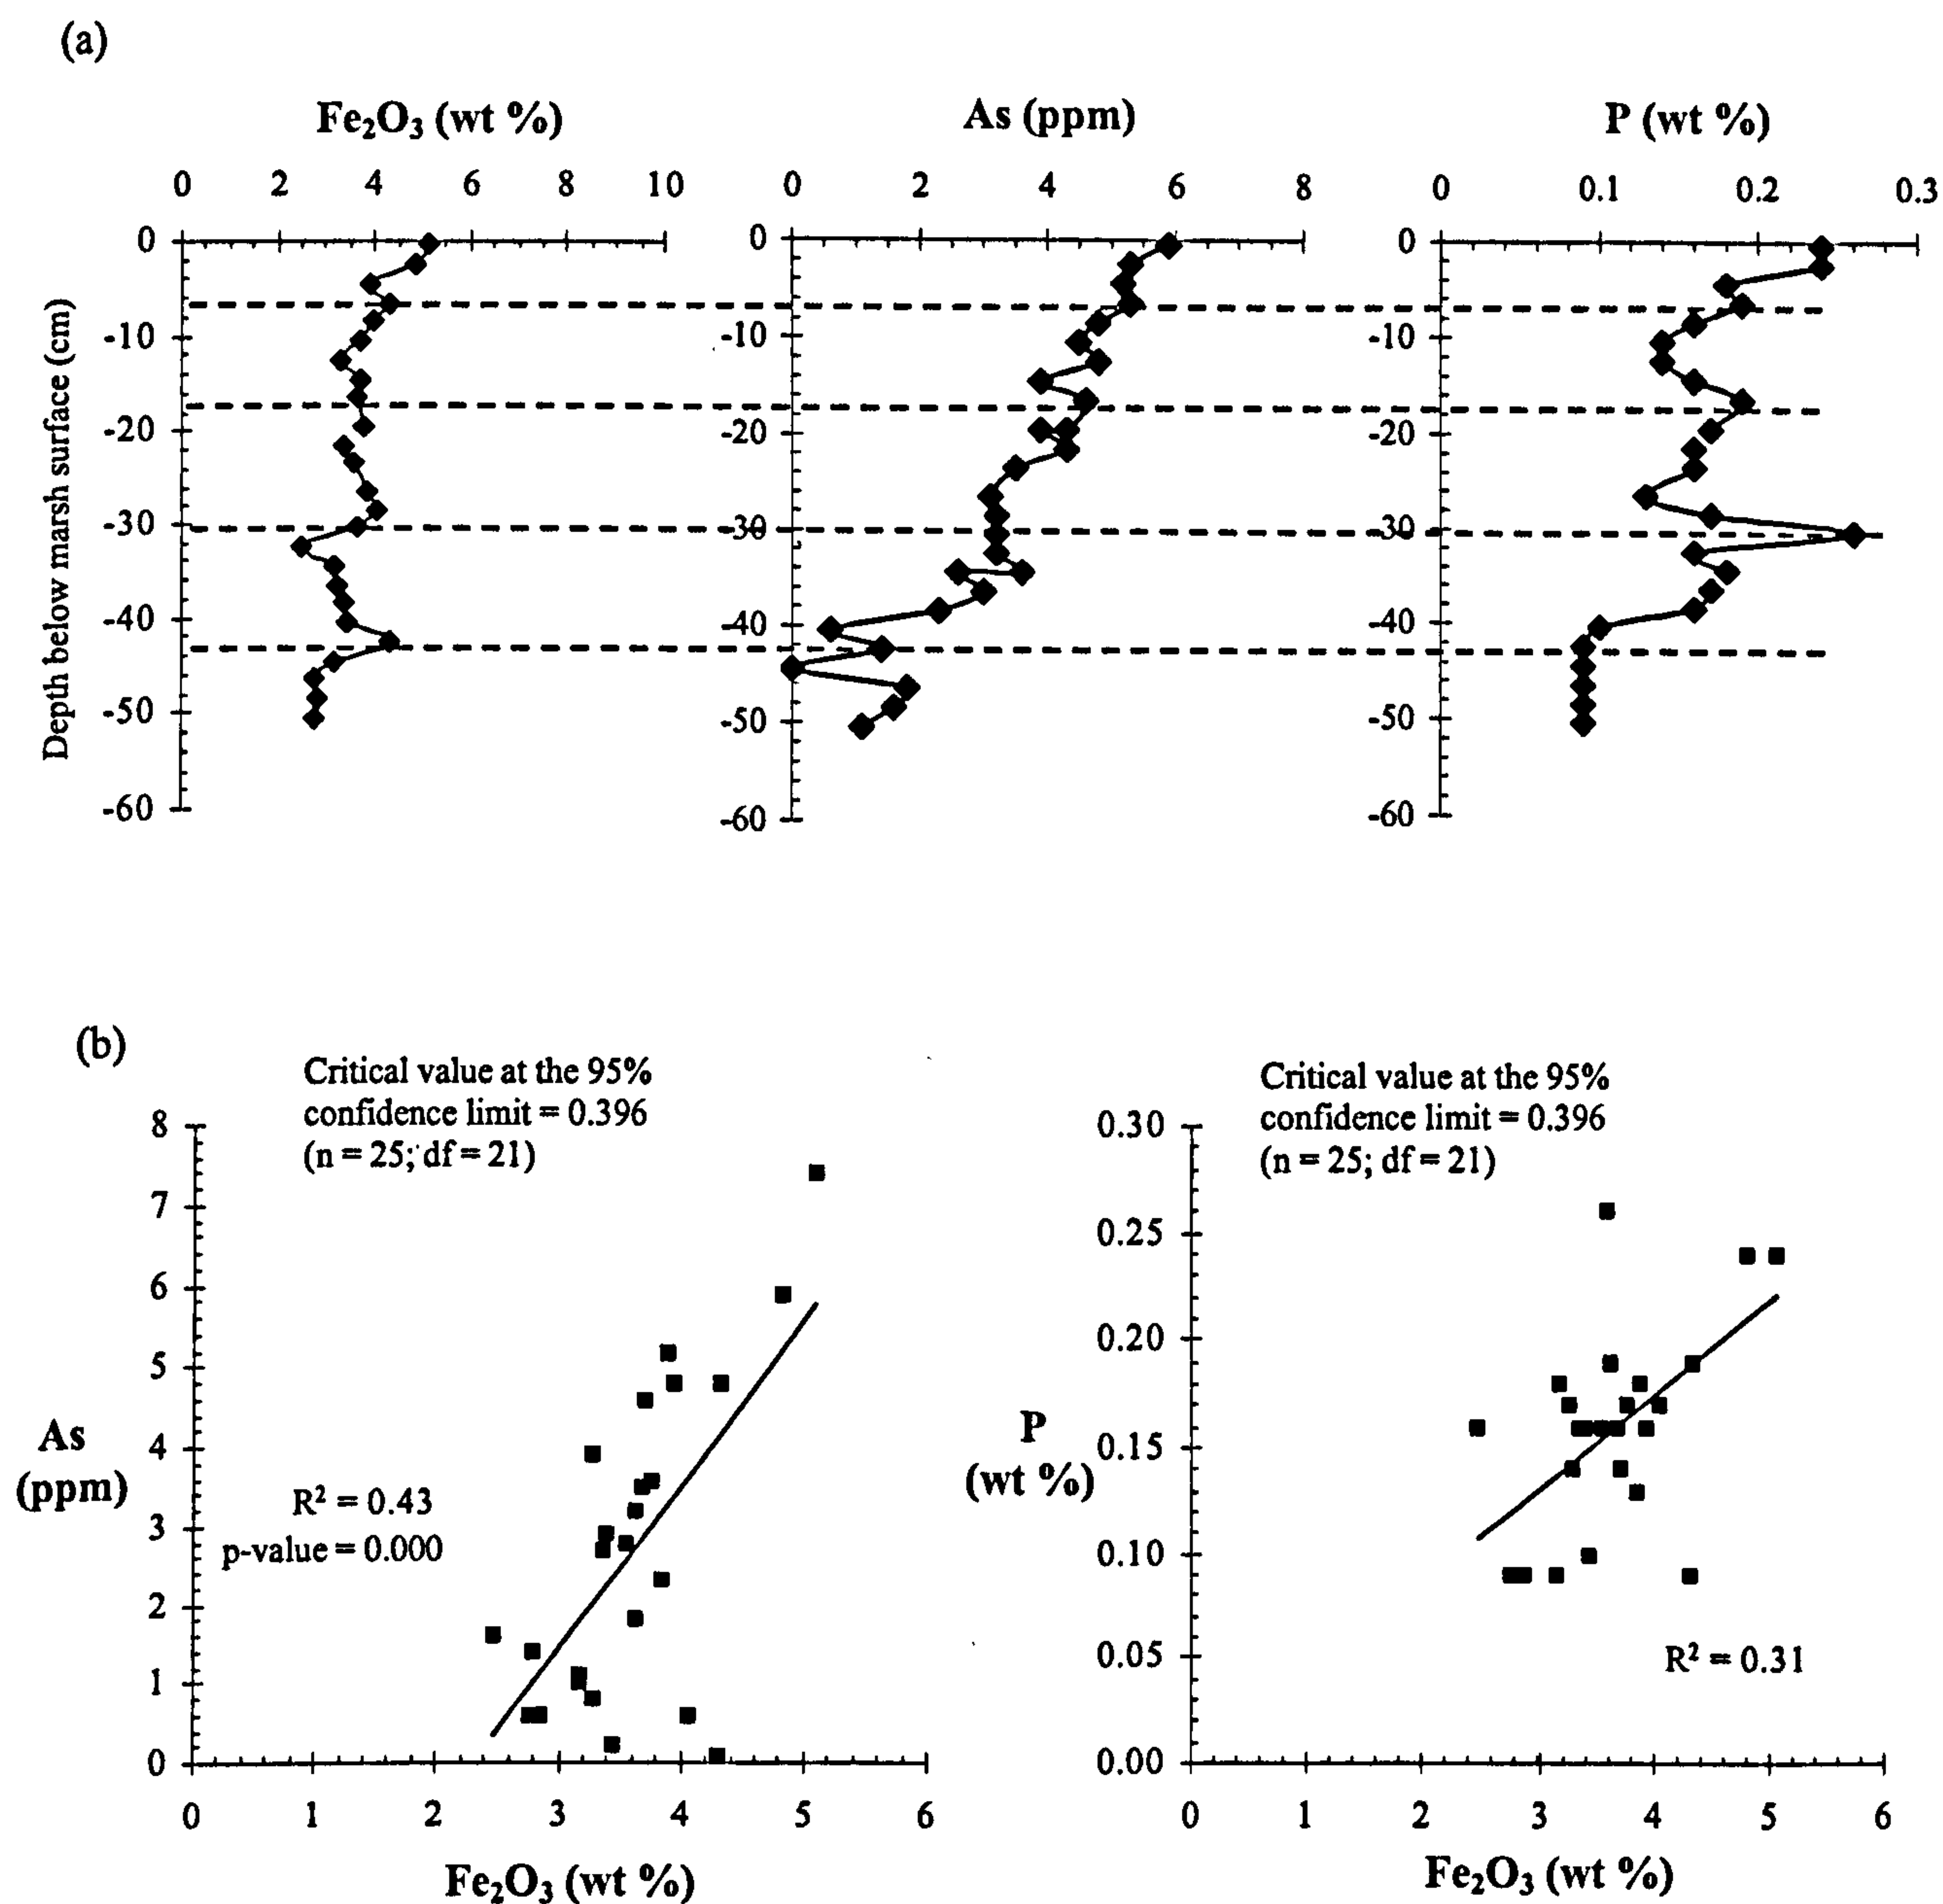 (a)
Fe₂O₃ (wt %)
As (ppm)
P (wt %)
0 2 4 6 8 10
0 2 4 6 8
0 0.1 0.2 0.3
Depth below marsh surface (cm)
0
-10
-20
-30
-40
-50
-60
0
-10
-20
-30
-40
-50
-60
0
-10
-20
-30
-40
-50
-60
(b)
Critical value at the 95%
confidence limit = 0.396
(n = 25; df = 21)
As
(ppm)
8
7
6
5
4
3
2
1
0
R² = 0.43
p-value = 0.000
0 1 2 3 4 5 6
Fe₂O₃ (wt %)
Critical value at the 95%
confidence limit = 0.396
(n = 25; df = 21)
P
(wt %)
0.30
0.25
0.20
0.15
0.10
0.05
0.00
R² = 0.31
0 1 2 3 4 5 6
Fe₂O₃ (wt %)